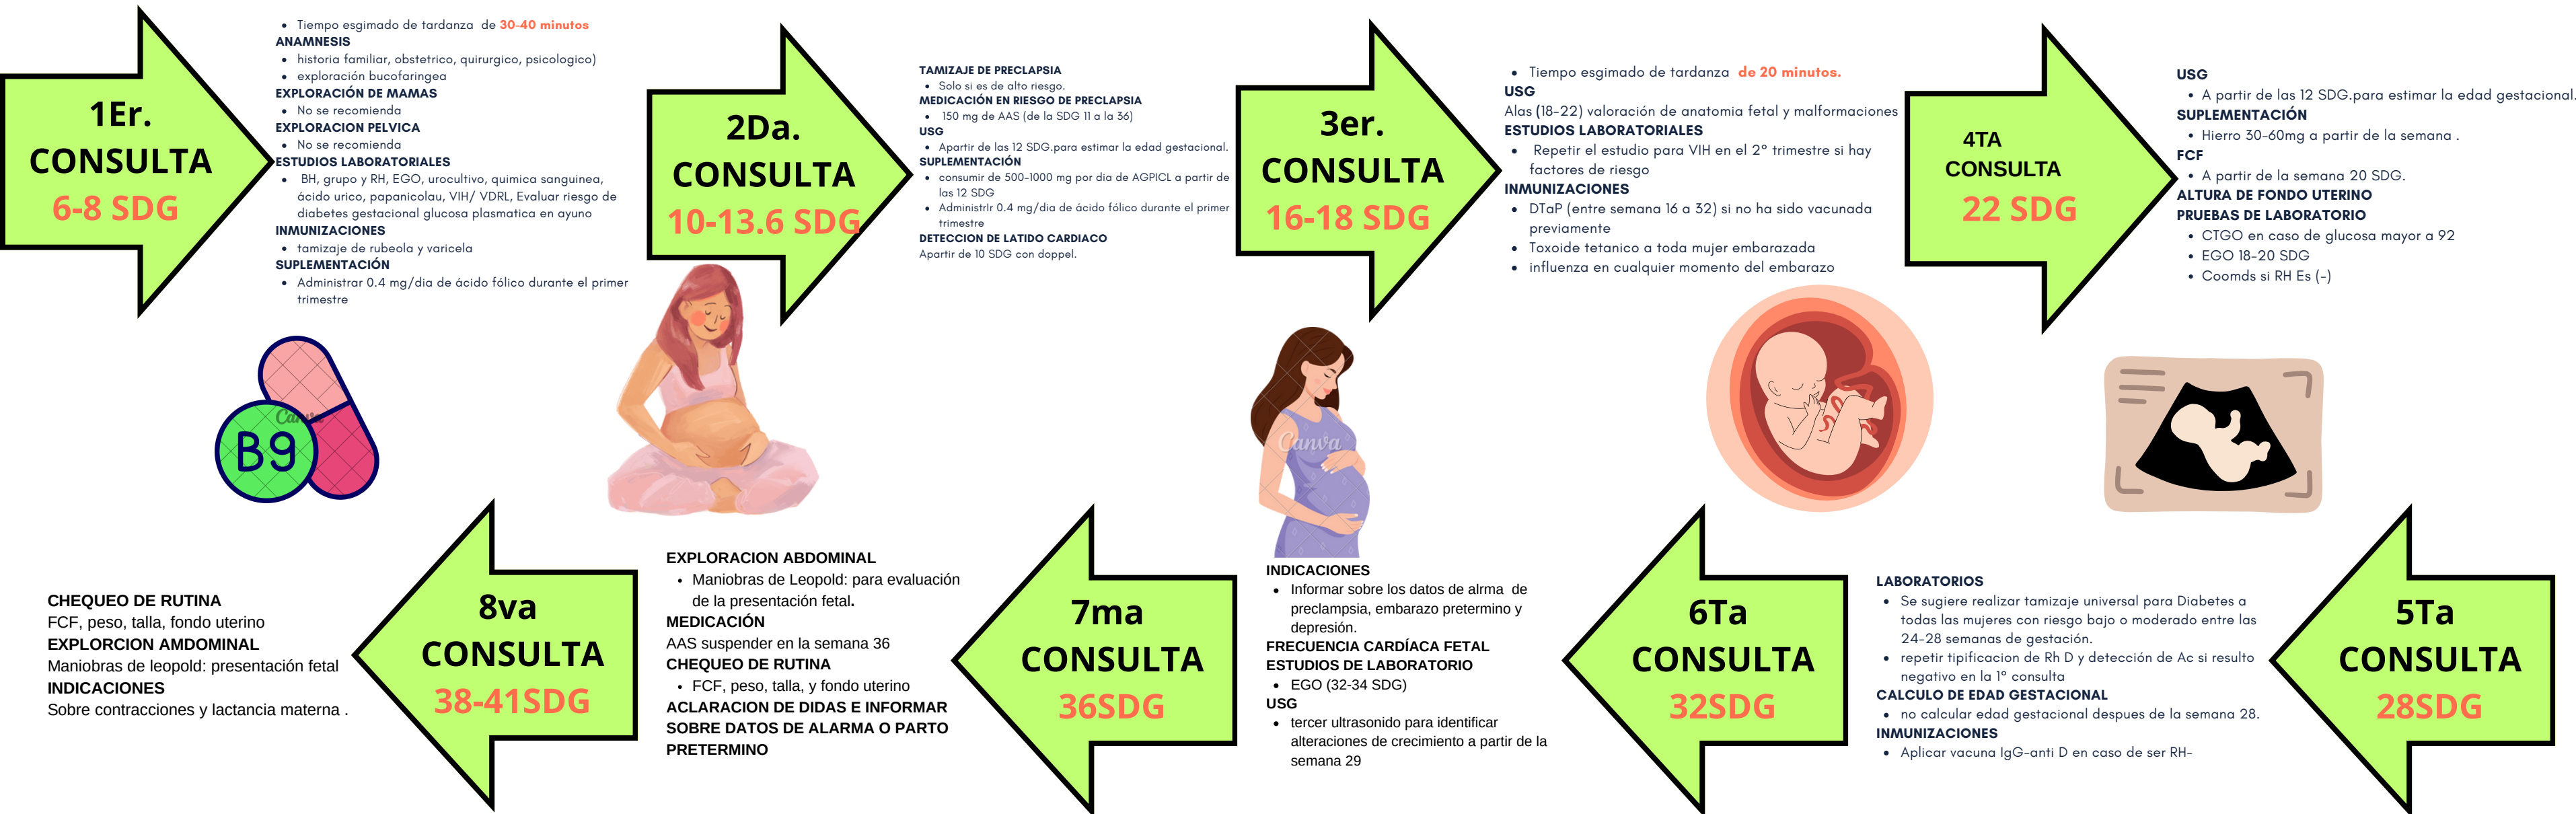 1Er.
CONSULTA
6-8 SDG
Tiempo esgimado de tardanza de 30-40 minutos
ANAMNESIS
historia familiar, obstetrico, quirurgico, psicologico)
exploración bucofaringea
EXPLORACIÓN DE MAMAS
No se recomienda
EXPLORACION PELVICA
No se recomienda
ESTUDIOS LABORATORIALES
BH, grupo y RH, EGO, urocultivo, quimica sanguinea,
ácido urico, papanicolau, VIH/ VDRL, Evaluar riesgo de
diabetes gestacional glucosa plasmatica en ayuno
INMUNIZACIONES
tamizaje de rubeola y varicela
SUPLEMENTACIÓN
Administrar 0.4 mg/dia de ácido fólico durante el primer
trimestre
2Da.
CONSULTA
10-13.6 SDG
TAMIZAJE DE PRECLAPSIA
Solo si es de alto riesgo.
MEDICACIÓN EN RIESGO DE PRECLAPSIA
150 mg de AAS (de la SDG 11 a la 36)
USG
Apartir de las 12 SDG.para estimar la edad gestacional.
SUPLEMENTACIÓN
consumir de 500-1000 mg por dia de AGPICL a partir de
las 12 SDG
Administrlr 0.4 mg/dia de ácido fólico durante el primer
trimestre
DETECCION DE LATIDO CARDIACO
Apartir de 10 SDG con doppel.
3er.
CONSULTA
16-18 SDG
Tiempo esgimado de tardanza de 20 minutos.
USG
Alas (18-22) valoración de anatomia fetal y malformaciones
ESTUDIOS LABORATORIALES
Repetir el estudio para VIH en el 2° trimestre si hay
factores de riesgo
INMUNIZACIONES
DTaP (entre semana 16 a 32) si no ha sido vacunada
previamente
Toxoide tetanico a toda mujer embarazada
influenza en cualquier momento del embarazo
4TA
CONSULTA
22 SDG
USG
A partir de las 12 SDG.para estimar la edad gestacional.
SUPLEMENTACIÓN
Hierro 30-60mg a partir de la semana .
FCF
A partir de la semana 20 SDG.
ALTURA DE FONDO UTERINO
PRUEBAS DE LABORATORIO
CTGO en caso de glucosa mayor a 92
EGO 18-20 SDG
Coomds si RH Es (-)
Canva
B9
Canva
CHEQUEO DE RUTINA
FCF, peso, talla, fondo uterino
EXPLORCION AMDOMINAL
Maniobras de leopold: presentación fetal
INDICACIONES
Sobre contracciones y lactancia materna .
8va
CONSULTA
38-41SDG
EXPLORACION ABDOMINAL
Maniobras de Leopold: para evaluación
de la presentación fetal.
MEDICACIÓN
AAS suspender en la semana 36
CHEQUEO DE RUTINA
FCF, peso, talla, y fondo uterino
ACLARACION DE DIDAS E INFORMAR
SOBRE DATOS DE ALARMA O PARTO
PRETERMINO
7ma
CONSULTA
36SDG
INDICACIONES
Informar sobre los datos de alrma de
preclampsia, embarazo pretermino y
depresión.
FRECUENCIA CARDÍACA FETAL
ESTUDIOS DE LABORATORIO
EGO (32-34 SDG)
USG
tercer ultrasonido para identificar
alteraciones de crecimiento a partir de la
semana 29
6Ta
CONSULTA
32SDG
LABORATORIOS
Se sugiere realizar tamizaje universal para Diabetes a
todas las mujeres con riesgo bajo o moderado entre las
24-28 semanas de gestación.
repetir tipificacion de Rh D y detección de Ac si resulto
negativo en la 1° consulta
CALCULO DE EDAD GESTACIONAL
no calcular edad gestacional despues de la semana 28.
INMUNIZACIONES
Aplicar vacuna IgG-anti D en caso de ser RH-
5Ta
CONSULTA
28SDG